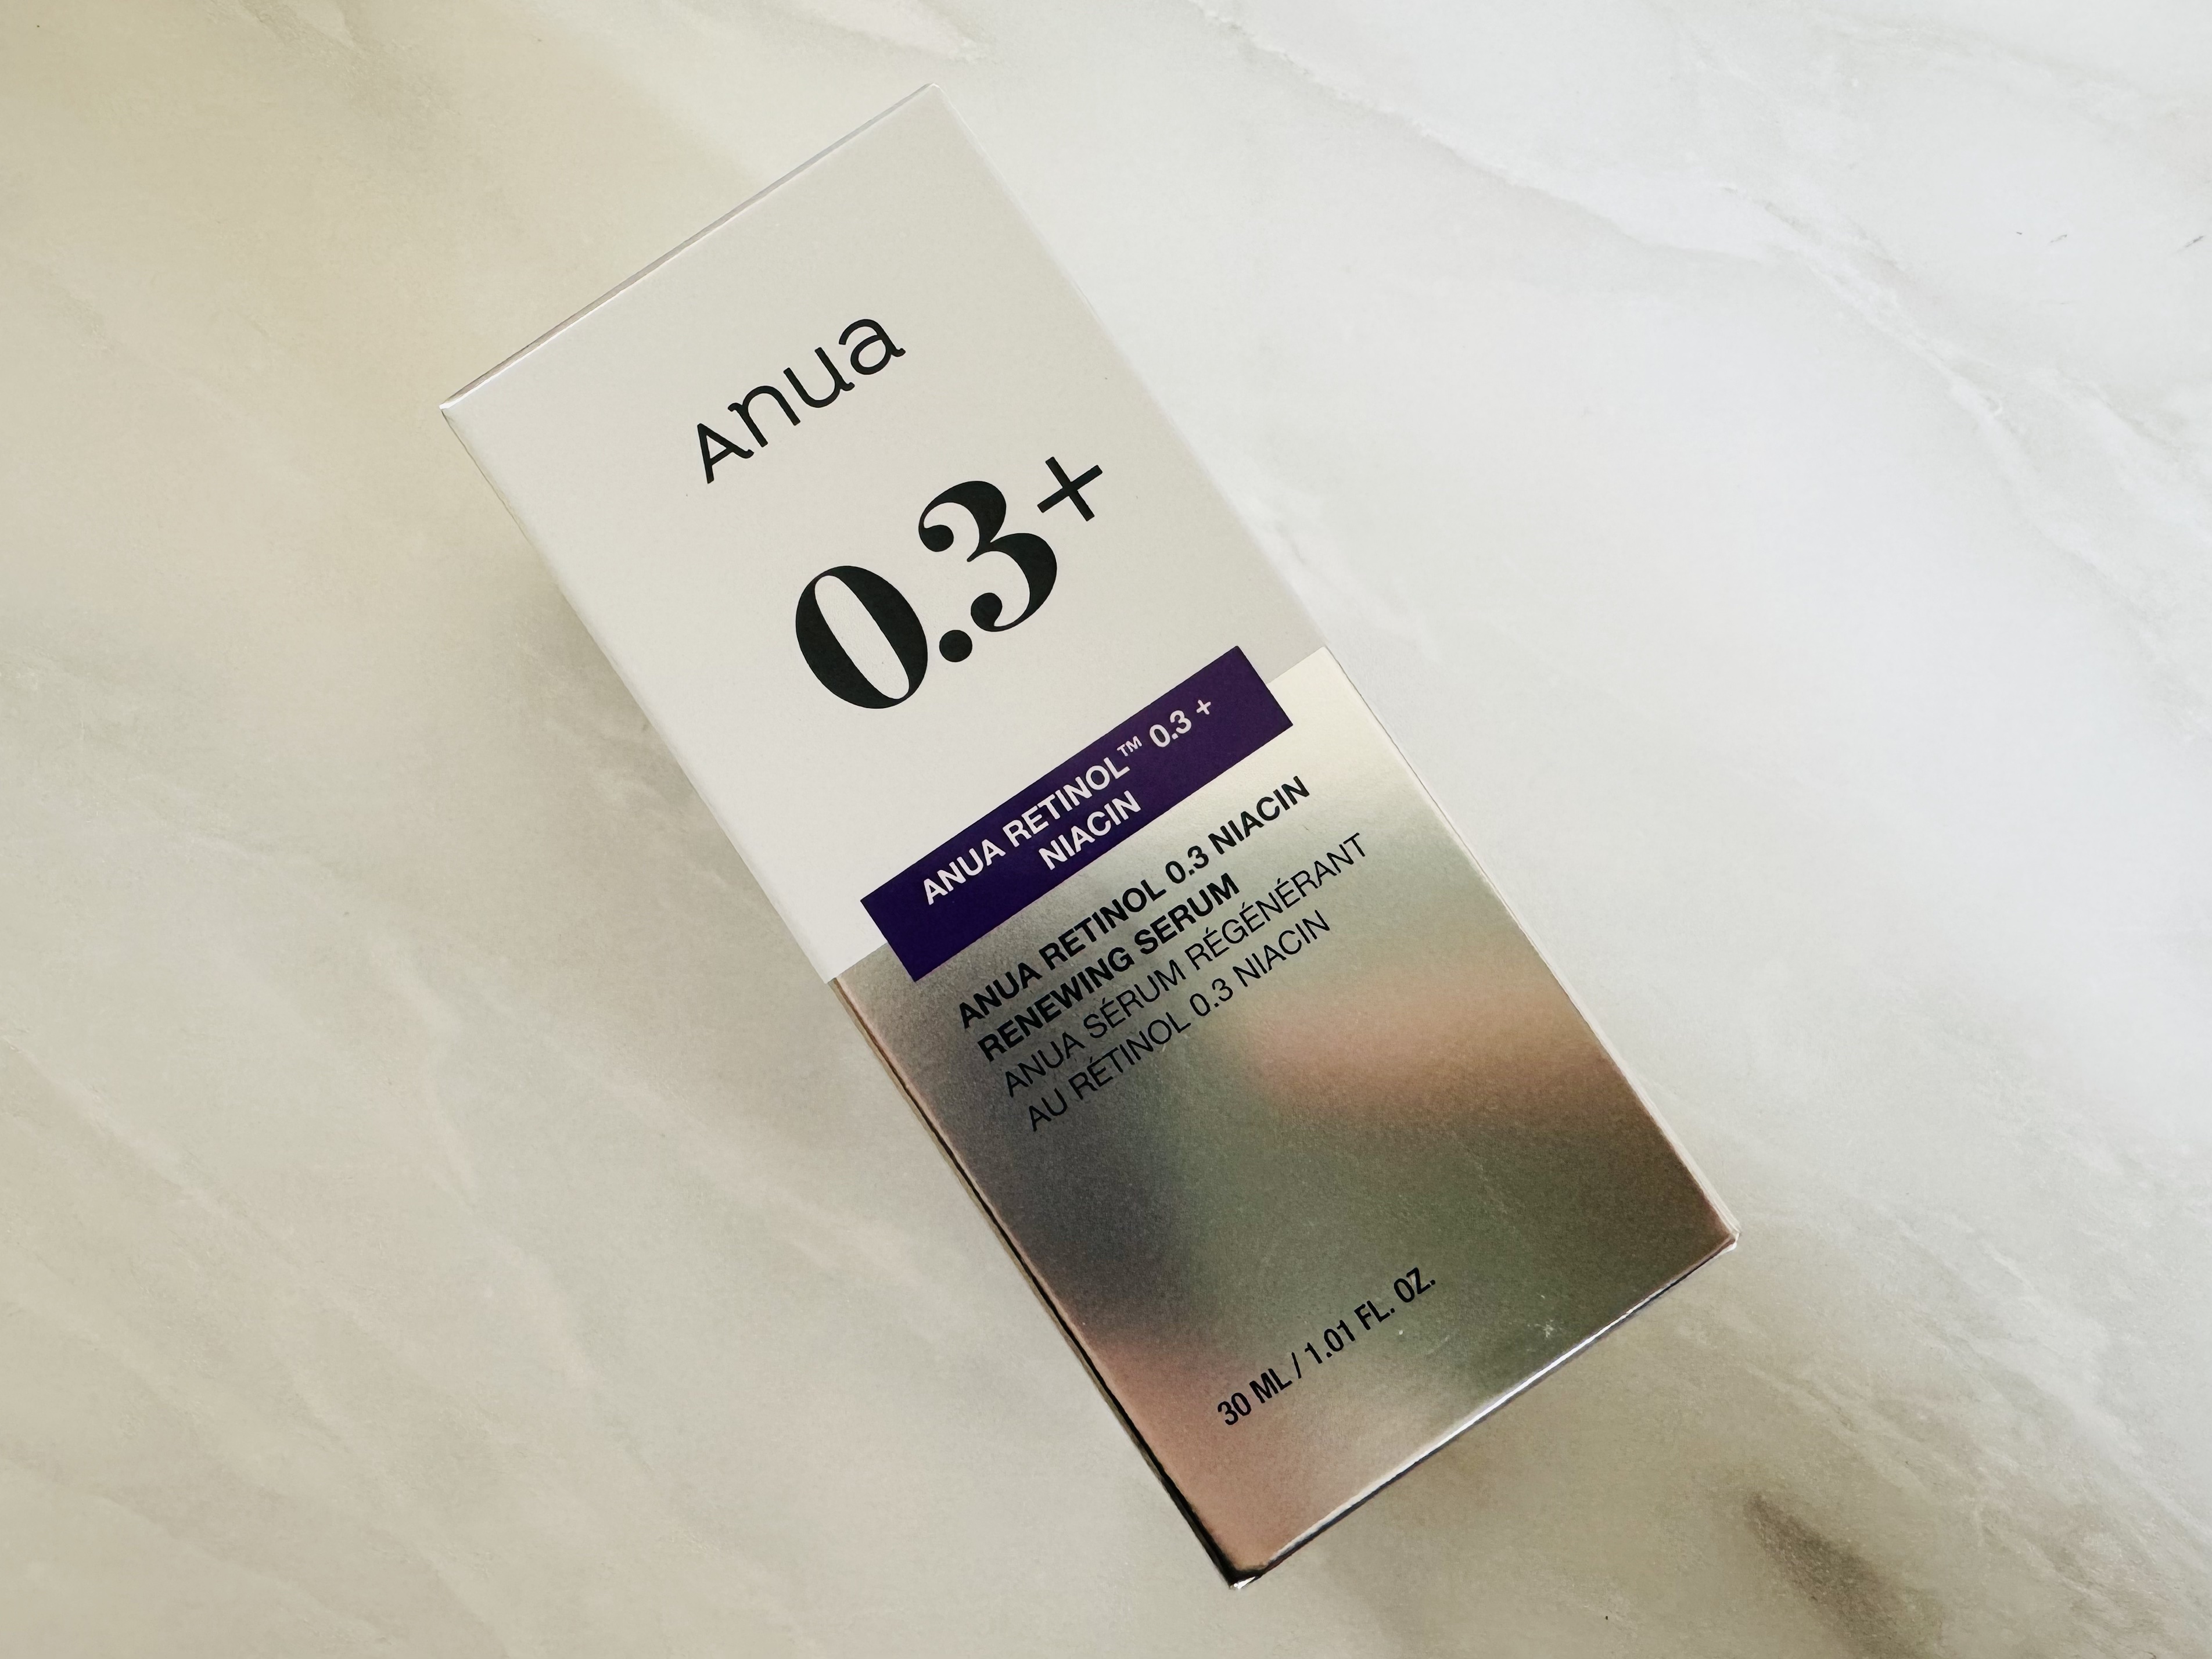 Anua
0.3+
ANUA RETINOL™ 0.3 +
NIACIN
ANUA RETINOL 0.3 NIACIN
RENEWING SERUM
ANUA SÉRUM RÉGÉNÉRANT
AU RÉTINOL 0.3 NIACIN
30 ML / 1.01 FL. OZ.